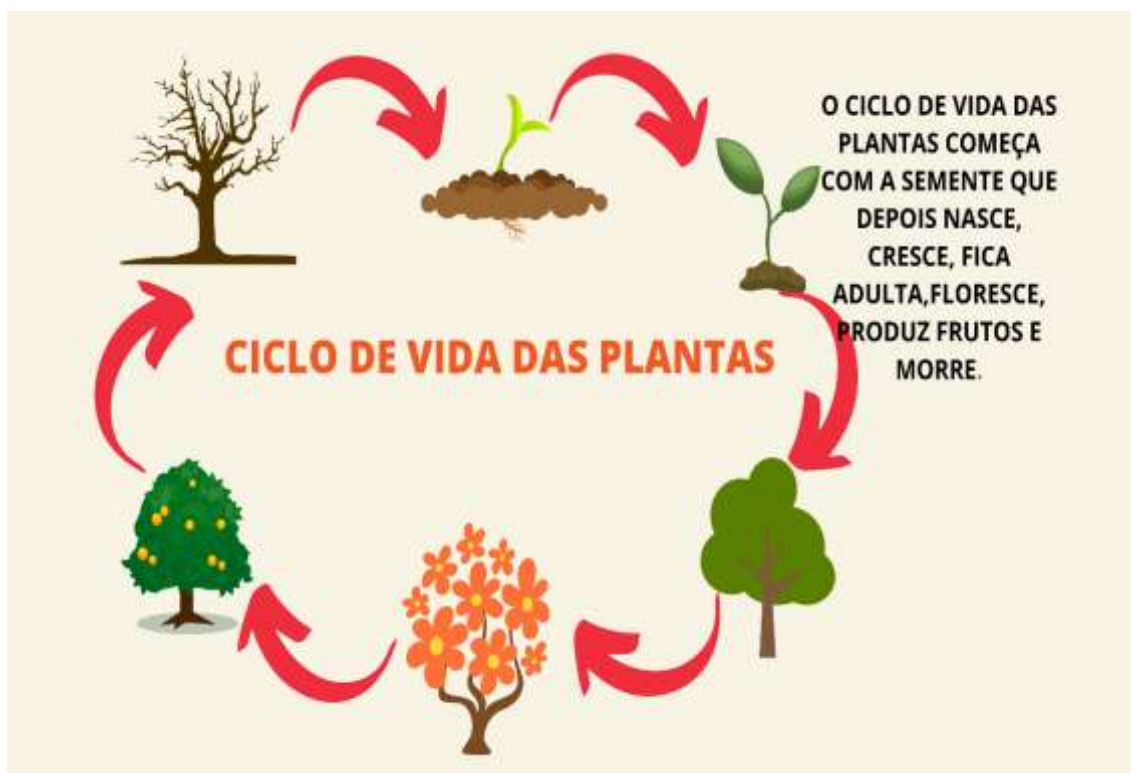 O CICLO DE VIDA DAS
PLANTAS COMEÇA
COM A SEMENTE QUE
DEPOIS NASCE,
CRESCE, FICA
ADULTA,FLORESCE,
PRODUZ FRUTOS E
MORRE.
CICLO DE VIDA DAS PLANTAS